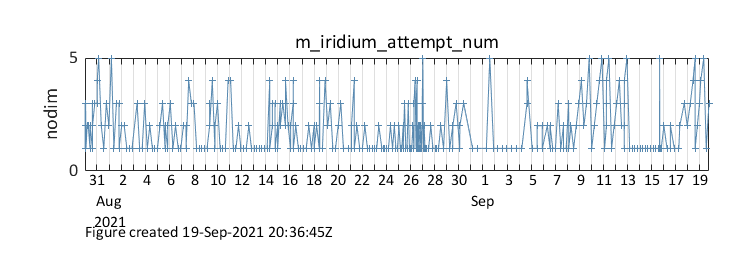 m_iridium_attempt_num
5
nodim
0
31 2 4 6 8 10 12 14 16 18 20 22 24 26 28 30 1 3 5 7 9 11 13 15 17 19
Aug Sep
2021
Figure created 19-Sep-2021 20:36:45Z